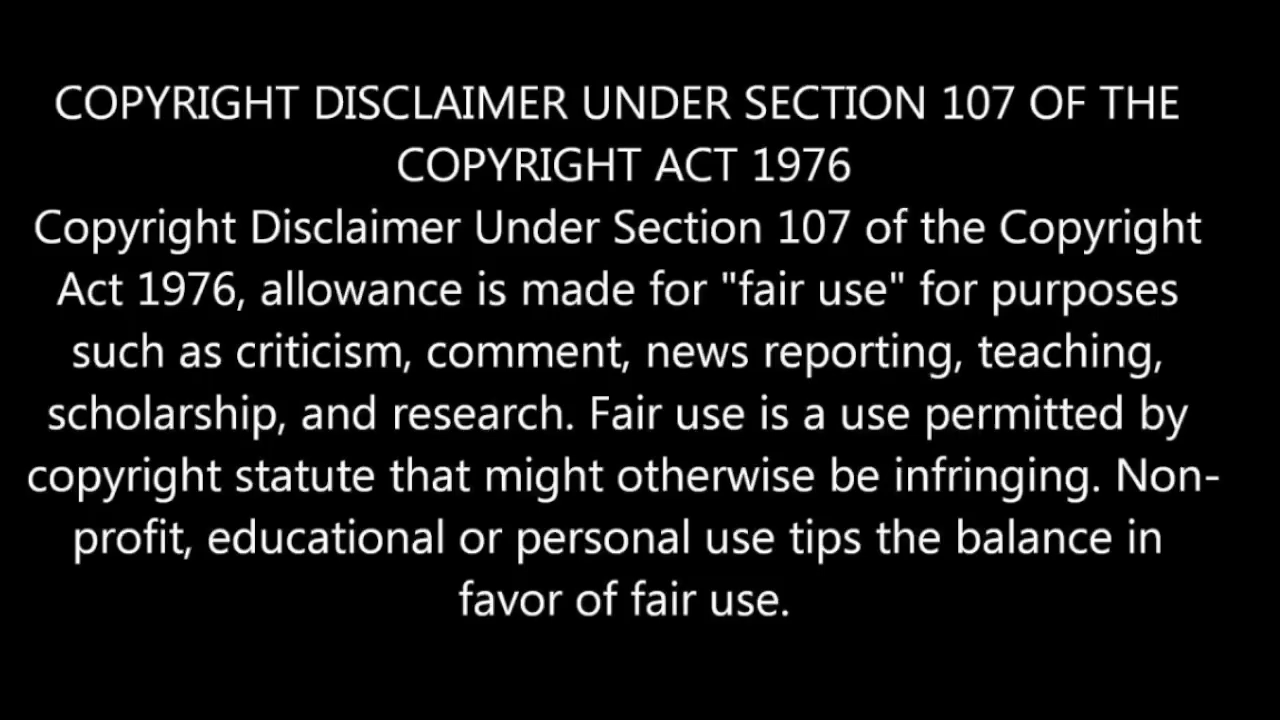 COPYRIGHT DISCLAIMER UNDER SECTION 107 OF THE
COPYRIGHT ACT 1976
Copyright Disclaimer Under Section 107 of the Copyright
Act 1976, allowance is made for "fair use" for purposes
such as criticism, comment, news reporting, teaching,
scholarship, and research. Fair use is a use permitted by
copyright statute that might otherwise be infringing. Non-
profit, educational or personal use tips the balance in
favor of fair use.